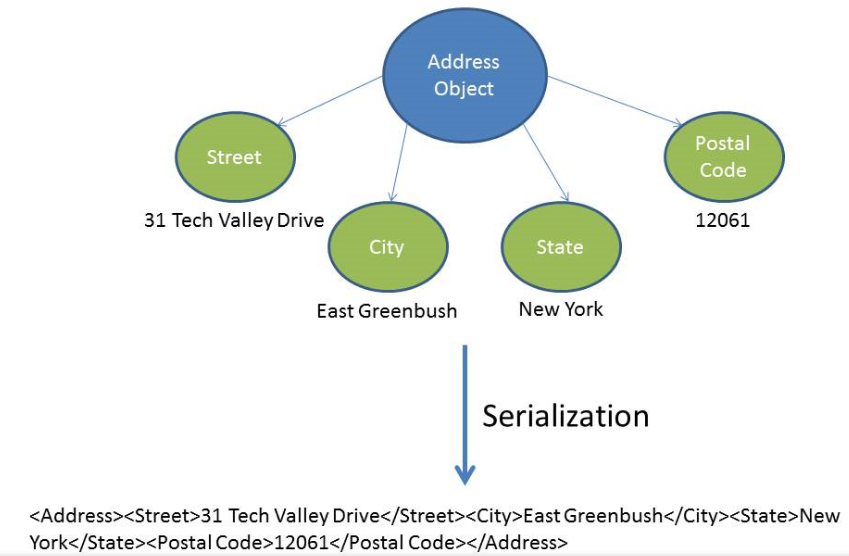 Address
Object
Street
Postal
Code
31 Tech Valley Drive
12061
City
State
East Greenbush
New York
Serialization
<Address><Street>31 Tech Valley Drive</Street><City>East Greenbush</City><State>New
York</State><Postal Code>12061</Postal Code></Address>